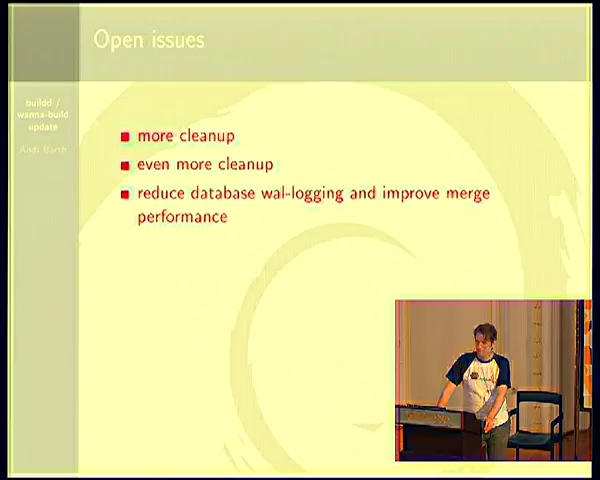 Open issues
buildd /
wanna-build
update
Andi Barth
more cleanup
even more cleanup
reduce database wal-logging and improve merge
performance